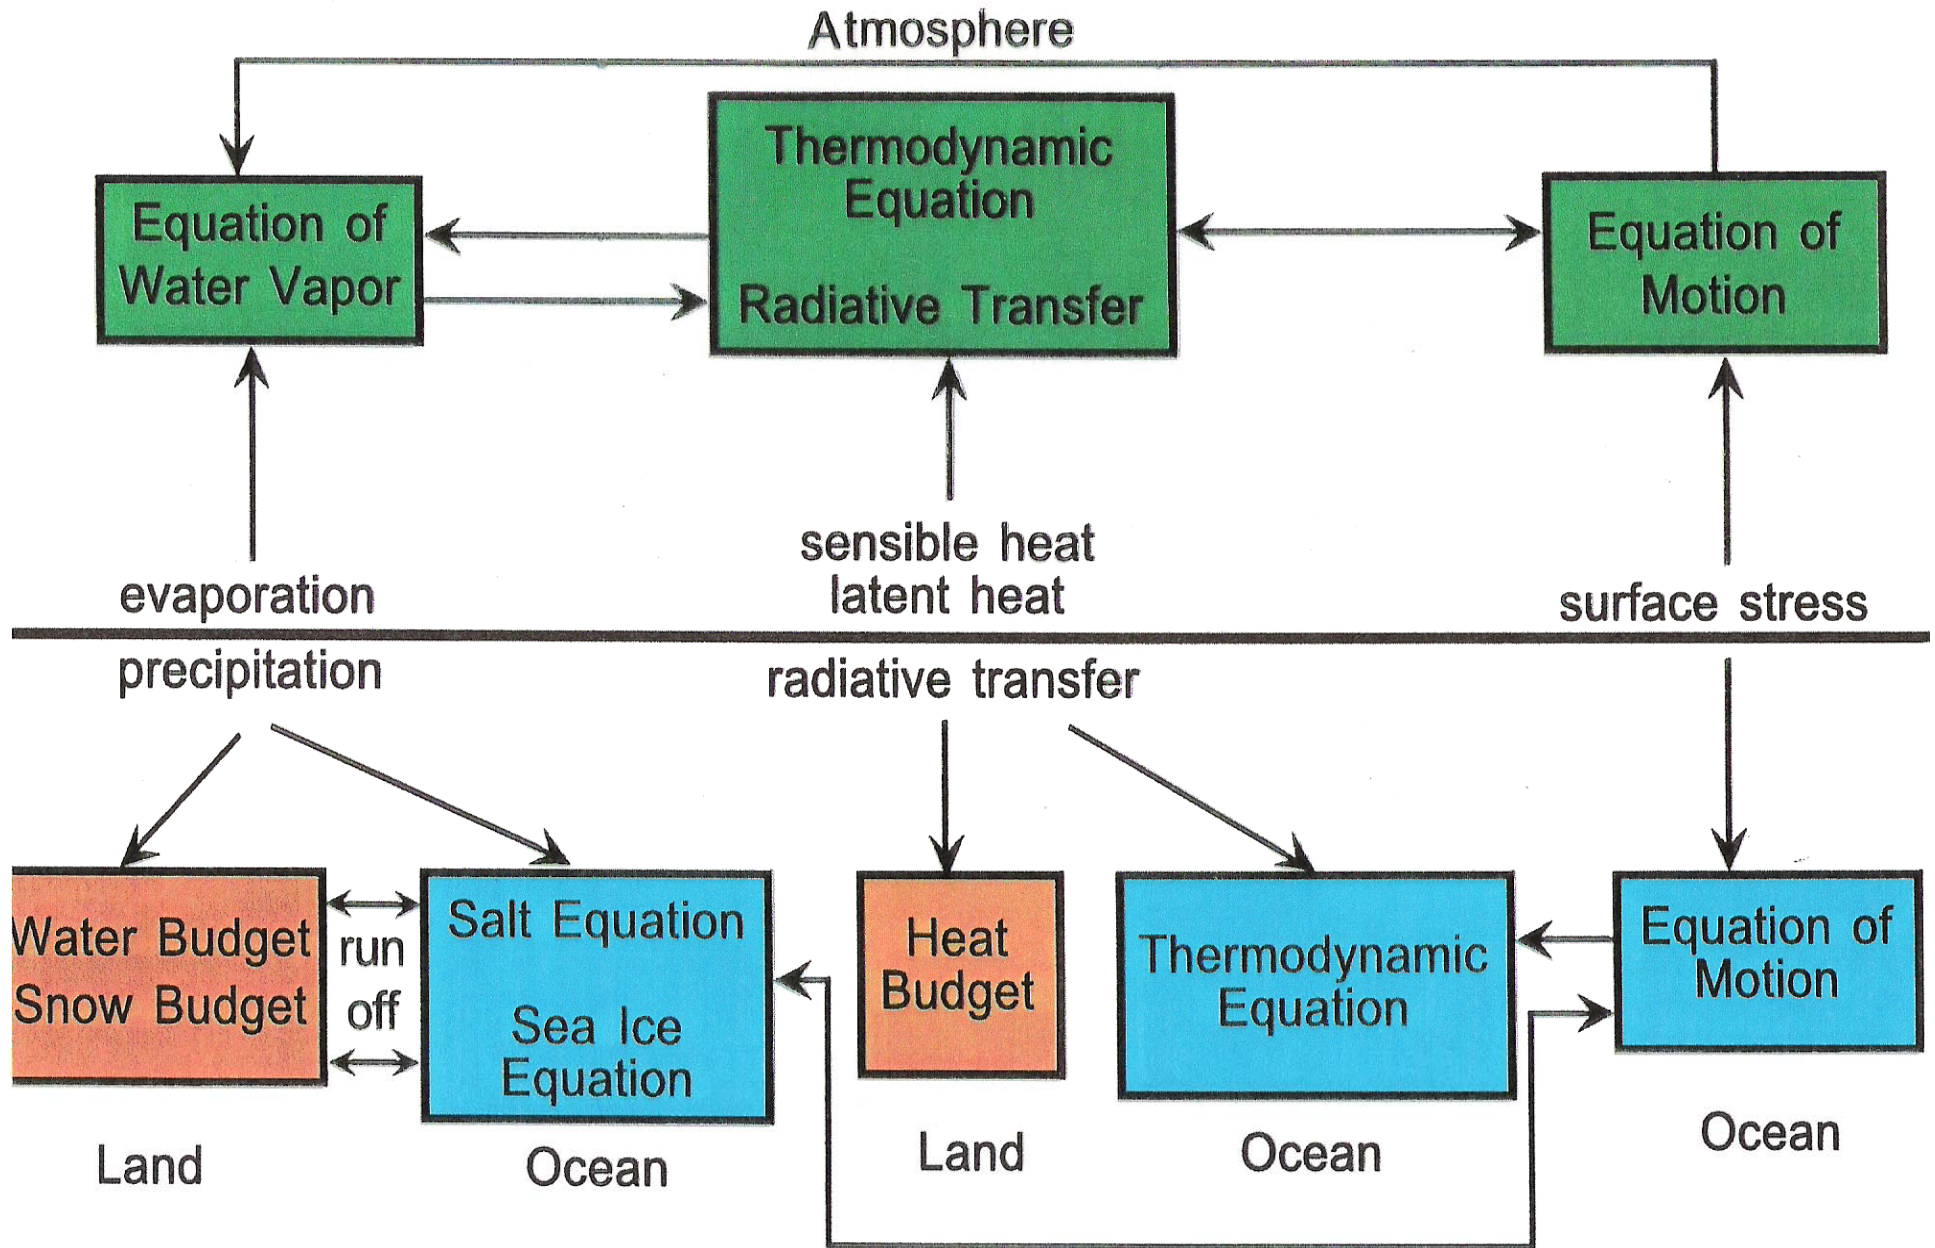 Atmosphere
Equation of
Water Vapor
Thermodynamic
Equation
Radiative Transfer
Equation of
Motion
evaporation
sensible heat
latent heat
surface stress
precipitation
radiative transfer
Water Budget
Snow Budget
run
off
Salt Equation
Sea Ice
Equation
Heat
Budget
Thermodynamic
Equation
Equation of
Motion
Land
Ocean
Land
Ocean
Ocean